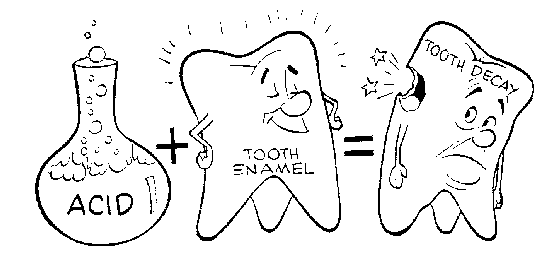 ACID
+
TOOTH
ENAMEL
=
TOOTH DECAY